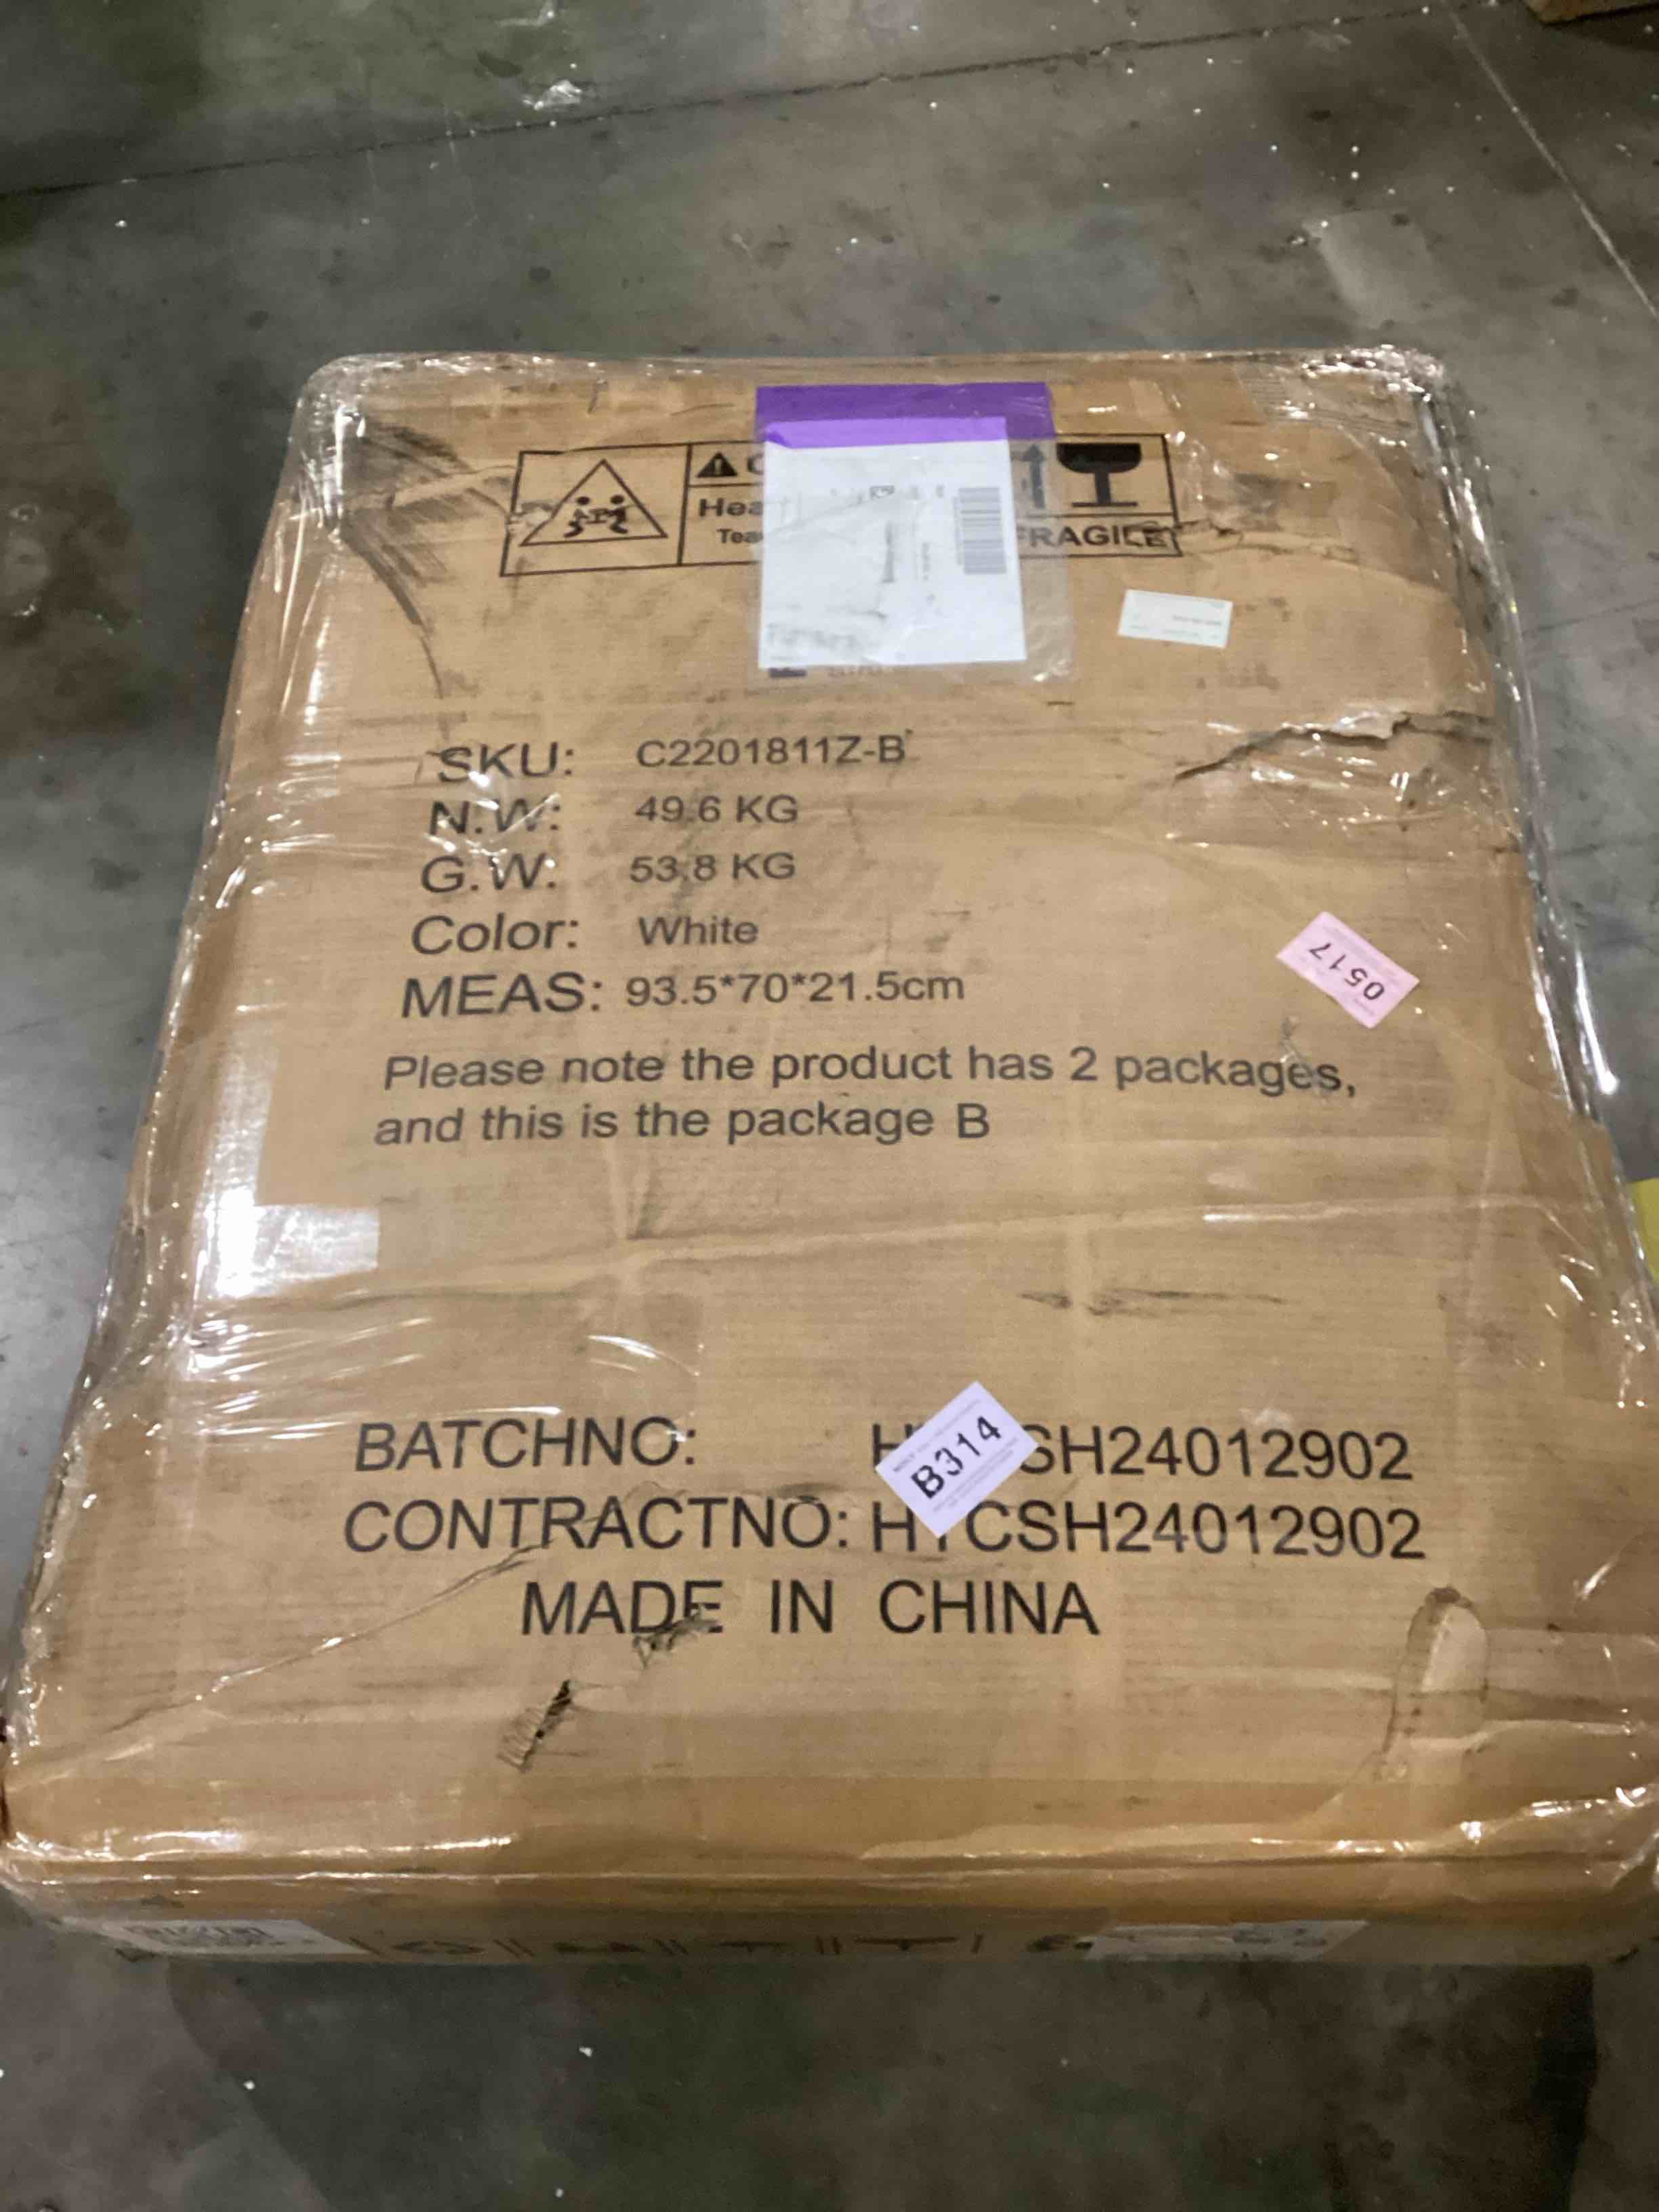 FRAGILE
SKU: C2201811Z-B
N.W: 49.6 KG
G.W: 53.8 KG
Color: White
MEAS: 93.5*70*21.5cm
0517
Please note the product has 2 packages,
and this is the package B
B314
BATCHNO: SH24012902
CONTRACTNO: HYCSH24012902
MADE IN CHINA